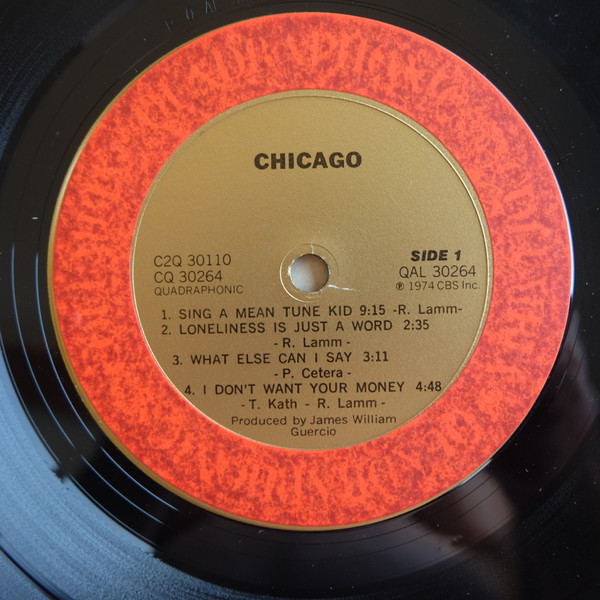 CHICAGO
C2Q 30110
CQ 30264
QUADRAPHONIC
SIDE 1
QAL 30264
℗ 1974 CBS Inc.
1. SING A MEAN TUNE KID 9:15 -R. Lamm-
2. LONELINESS IS JUST A WORD 2:35
- R. Lamm -
3. WHAT ELSE CAN I SAY 3:11
- P. Cetera -
4. I DON'T WANT YOUR MONEY 4:48
- T. Kath - R. Lamm -
Produced by James William
Guercio